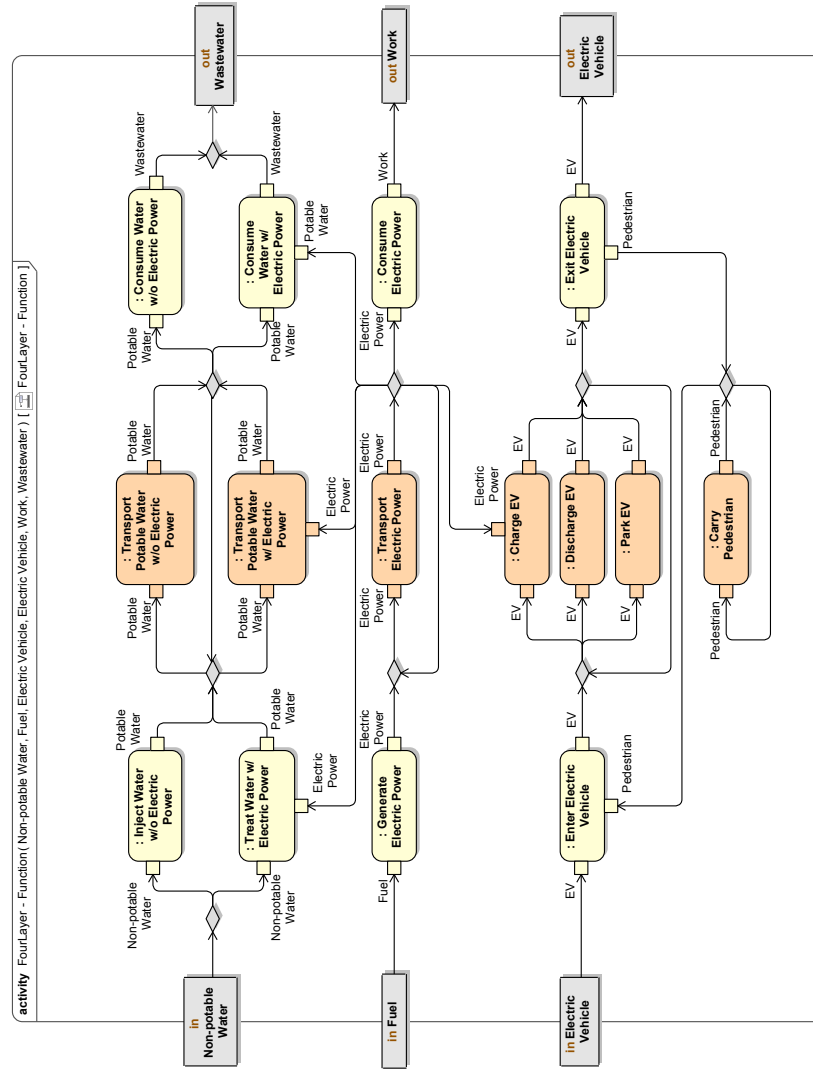 activity FourLayer - Function ( Non-potable Water, Fuel, Electric Vehicle, Electric Vehicle, Work, Wastewater ) [ FourLayer - Function ]
in
Non-potable
Water
Non-potable
Water
Non-potable
Water
: Inject Water
w/o Electric
Power
: Treat Water w/
Electric Power
Potable
Water
Potable
Water
Electric
Power
Potable
Water
Potable
Water
: Transport
Potable Water
w/o Electric
Power
: Transport
Potable Water
w/ Electric
Power
Potable
Water
Potable
Water
Electric
Power
Potable
Water
Potable
Water
: Consume Water
w/o Electric Power
: Consume
Water w/
Electric Power
Potable
Water
Wastewater
Wastewater
out
Wastewater
in Fuel
Fuel
: Generate
Electric Power
Electric
Power
Electric
Power
: Transport
Electric Power
Electric
Power
Electric
Power
: Consume
Electric Power
Work
out Work
in Electric
Vehicle
EV
: Enter Electric
Vehicle
EV
Pedestrian
EV
EV
EV
Electric
Power
: Charge EV
: Discharge EV
: Park EV
EV
EV
EV
EV
: Exit Electric
Vehicle
EV
Pedestrian
out
Electric
Vehicle
Pedestrian
: Carry
Pedestrian
Pedestrian